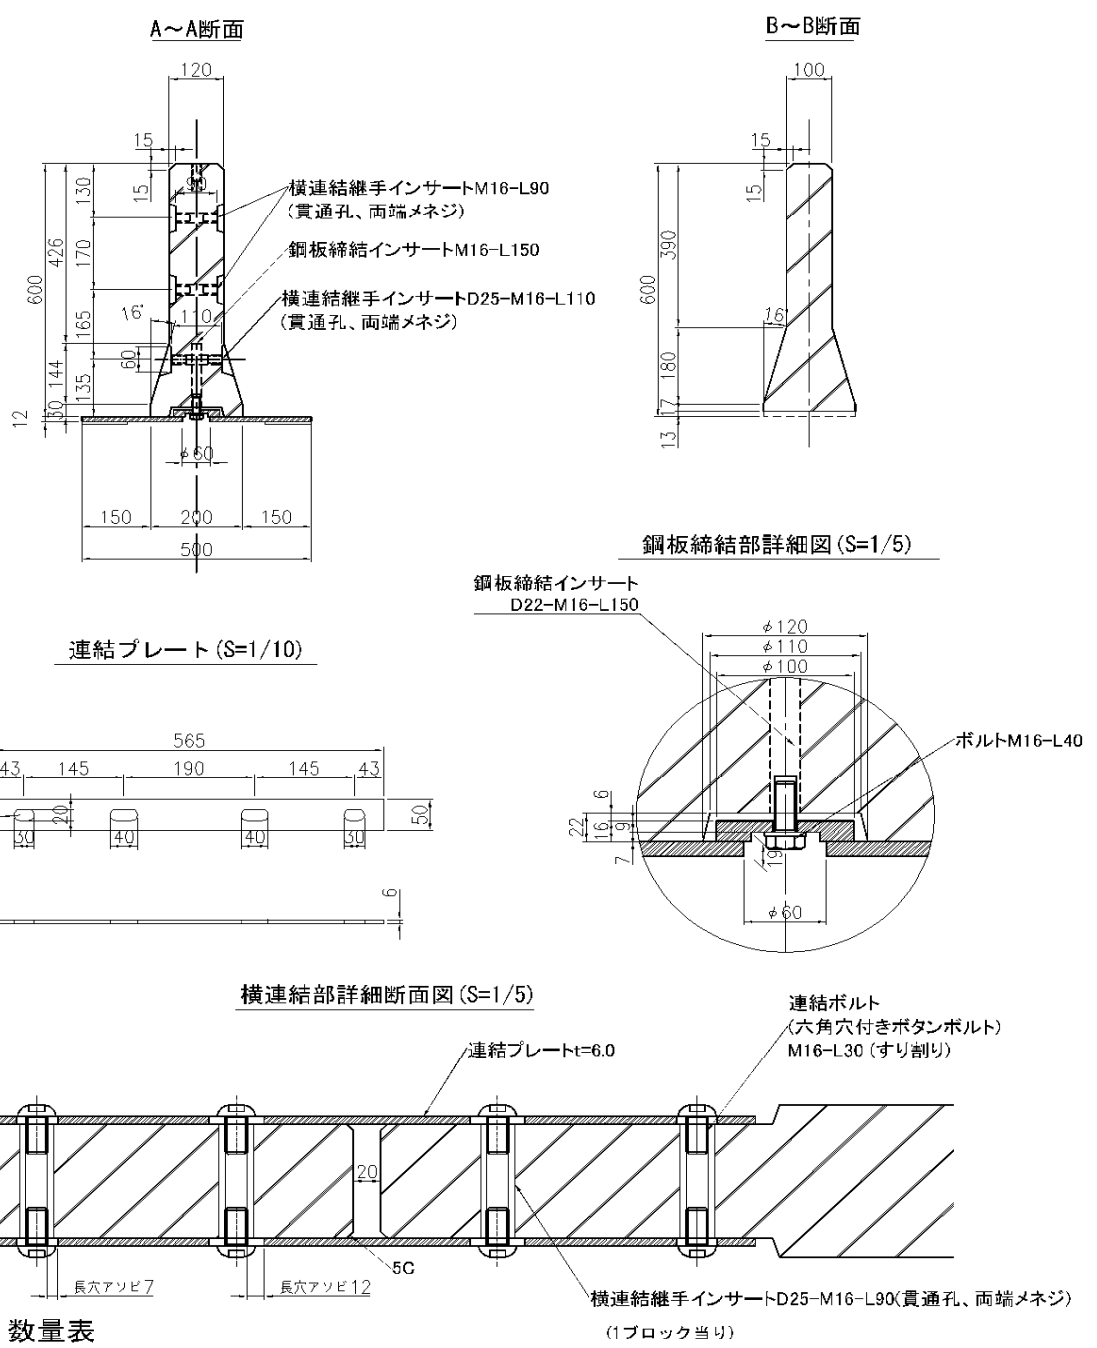 A～A断面
B～B断面
120
100
15
15
90
130
170
165
135
426
144
30
600
12
16°
110
60
φ60
150
200
150
500
横連結継手インサートM16-L90
(貫通孔、両端メネジ)
鋼板締結インサートM16-L150
横連結継手インサートD25-M16-L110
(貫通孔、両端メネジ)
15
15
600
390
16
180
17
13
鋼板締結部詳細図(S=1/5)
鋼板締結インサート
D22-M16-L150
φ120
φ110
φ100
ボルトM16-L40
6
22
16
9
7
19
φ60
連結プレート(S=1/10)
565
43
145
190
145
43
20
50
30
40
40
30
6
横連結部詳細断面図(S=1/5)
連結ボルト
(六角穴付きボタンボルト)
M16-L30(すり割り)
連結プレートt=6.0
20
5C
長穴アソビ7
長穴アソビ12
横連結継手インサートD25-M16-L90(貫通孔、両端メネジ)
(1ブロック当り)
数量表